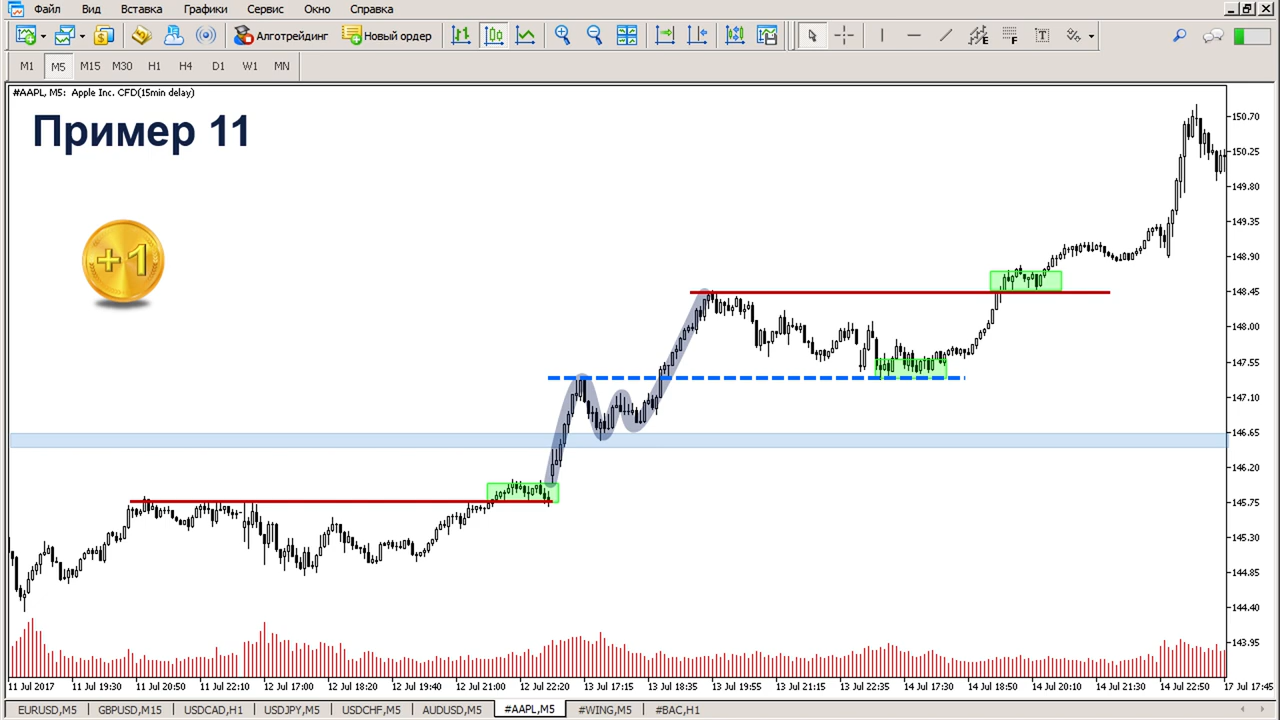 Файл Вид Вставка Графики Сервис Окно Справка
Алготрейдинг Новый ордер E F T
M1 M5 M15 M30 H1 H4 D1 W1 MN
#AAPL, M5: Apple Inc. CFD(15min delay)
Пример 11
+1
150.70
150.25
149.80
149.35
148.90
148.45
148.00
147.55
147.10
146.65
146.20
145.75
145.30
144.85
144.40
143.95
11 Jul 2017 11 Jul 19:30 11 Jul 20:50 11 Jul 22:10 12 Jul 17:00 12 Jul 18:20 12 Jul 19:40 12 Jul 21:00 12 Jul 22:20 13 Jul 17:15 13 Jul 18:35 13 Jul 19:55 13 Jul 21:15 13 Jul 22:35 14 Jul 17:30 14 Jul 18:50 14 Jul 20:10 14 Jul 21:30 14 Jul 22:50 17 Jul 17:45
EURUSD,M5 GBPUSD,M15 USDCAD,H1 USDJPY,M5 USDCHF,M5 AUDUSD,M5 #AAPL,M5 #WING,M5 #BAC,H1